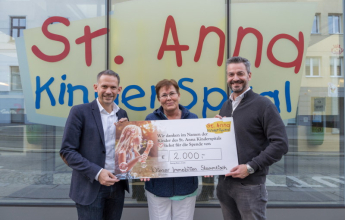 St. Anna
KinderSpital
Wir danken im Namen der
Kinder des St. Anna Kinderspitals
für die Spende von
€ 2.000.-
Immobilien